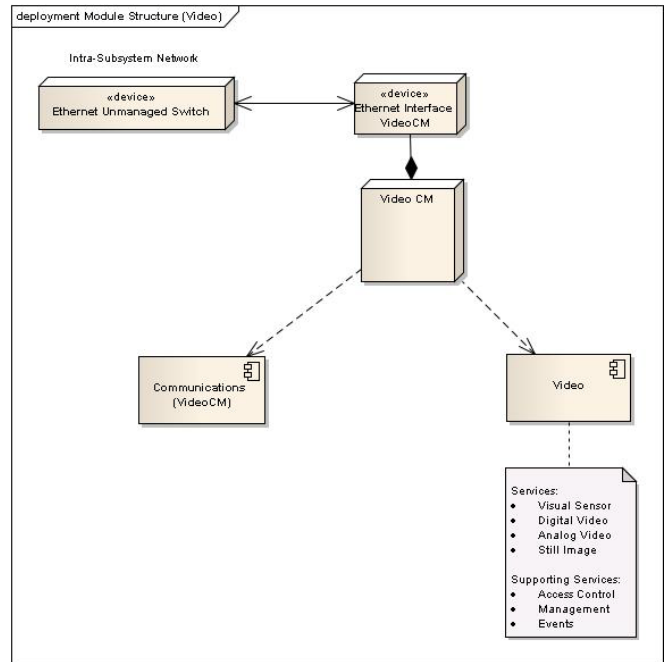 deployment Module Structure (Video)
Intra-Subsystem Network
«device»
Ethernet Unmanaged Switch
«device»
Ethernet Interface
VideoCM
Video CM
Communications
(VideoCM)
Video
Services:
• Visual Sensor
• Digital Video
• Analog Video
• Still Image
Supporting Services:
• Access Control
• Management
• Events